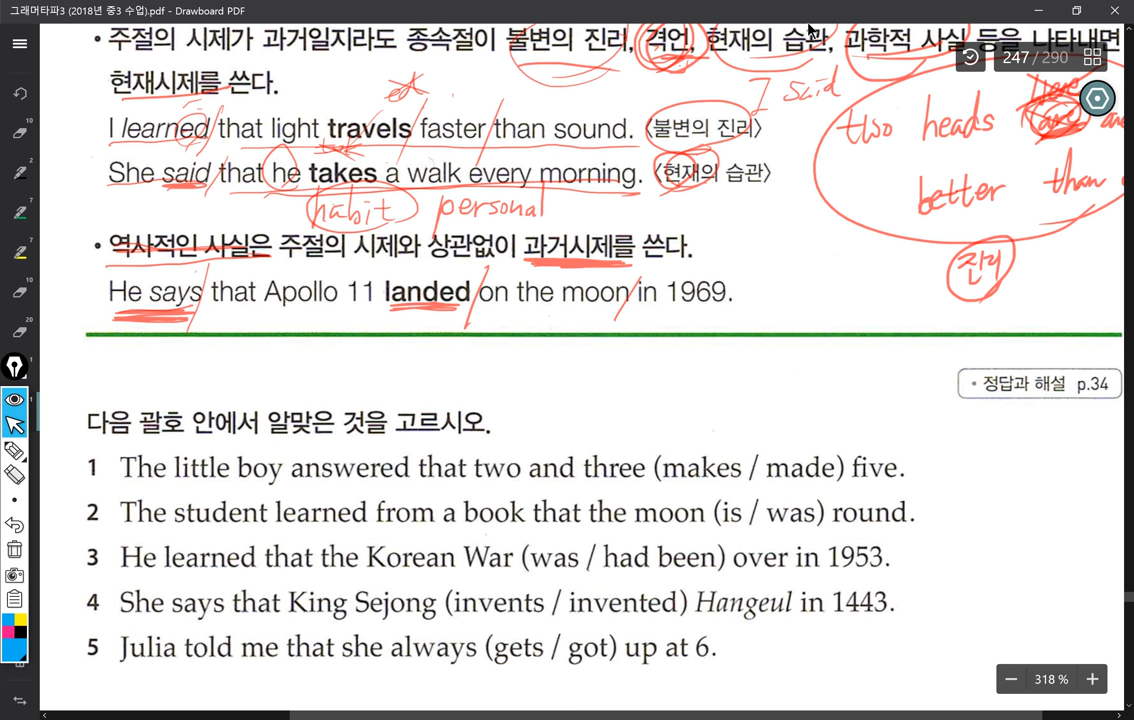 그래머타파3 (2018년 중3 수업).pdf - Drawboard PDF
• 주절의 시제가 과거일지라도 종속절이 불변의 진리, 격언, 현재의 습관, 과학적 사실 등을 나타내면
247 / 290
현재시제를 쓴다.
I said
two heads are
I learned that light travels faster than sound. 〈불변의 진리〉
She said that he takes a walk every morning. 〈현재의 습관〉
better than
habit personal
• 역사적인 사실은 주절의 시제와 상관없이 과거시제를 쓴다.
진리
He says that Apollo 11 landed on the moon in 1969.
• 정답과 해설 p.34
다음 괄호 안에서 알맞은 것을 고르시오.
1 The little boy answered that two and three (makes / made) five.
2 The student learned from a book that the moon (is / was) round.
3 He learned that the Korean War (was / had been) over in 1953.
4 She says that King Sejong (invents / invented) Hangeul in 1443.
5 Julia told me that she always (gets / got) up at 6.
318 %
10
2
7
7
10
20
1
1